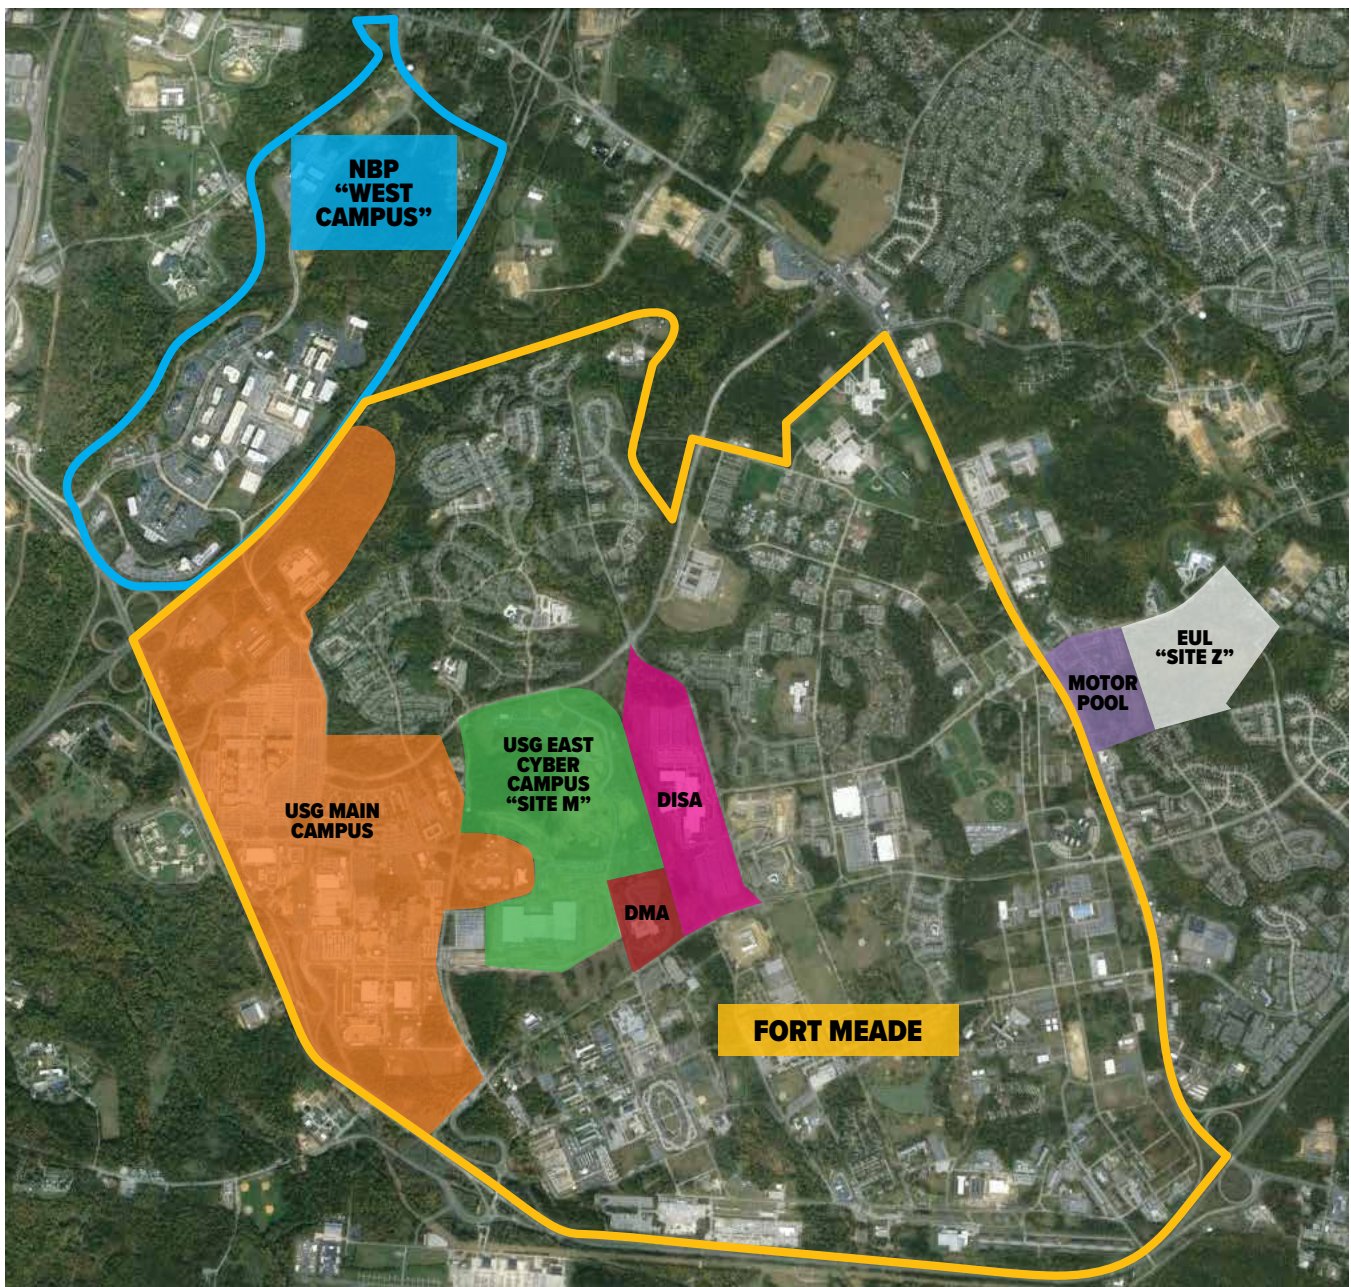 NBP
“WEST
CAMPUS”
EUL
“SITE Z”
MOTOR
POOL
USG EAST
CYBER
CAMPUS
“SITE M”
DISA
USG MAIN
CAMPUS
DMA
FORT MEADE